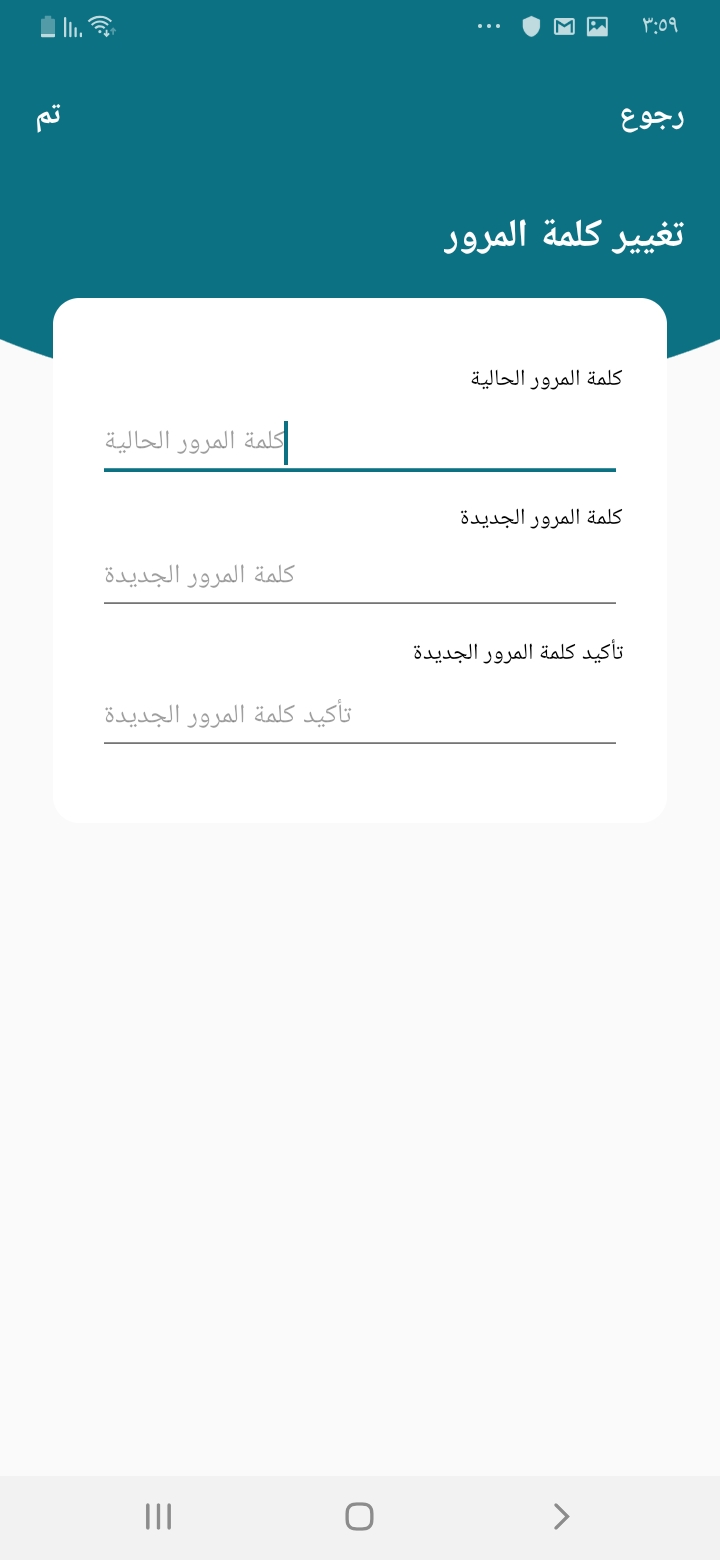 ٣:٥٩
رجوع
تم
تغيير كلمة المرور
كلمة المرور الحالية
كلمة المرور الحالية
كلمة المرور الجديدة
كلمة المرور الجديدة
تأكيد كلمة المرور الجديدة
تأكيد كلمة المرور الجديدة